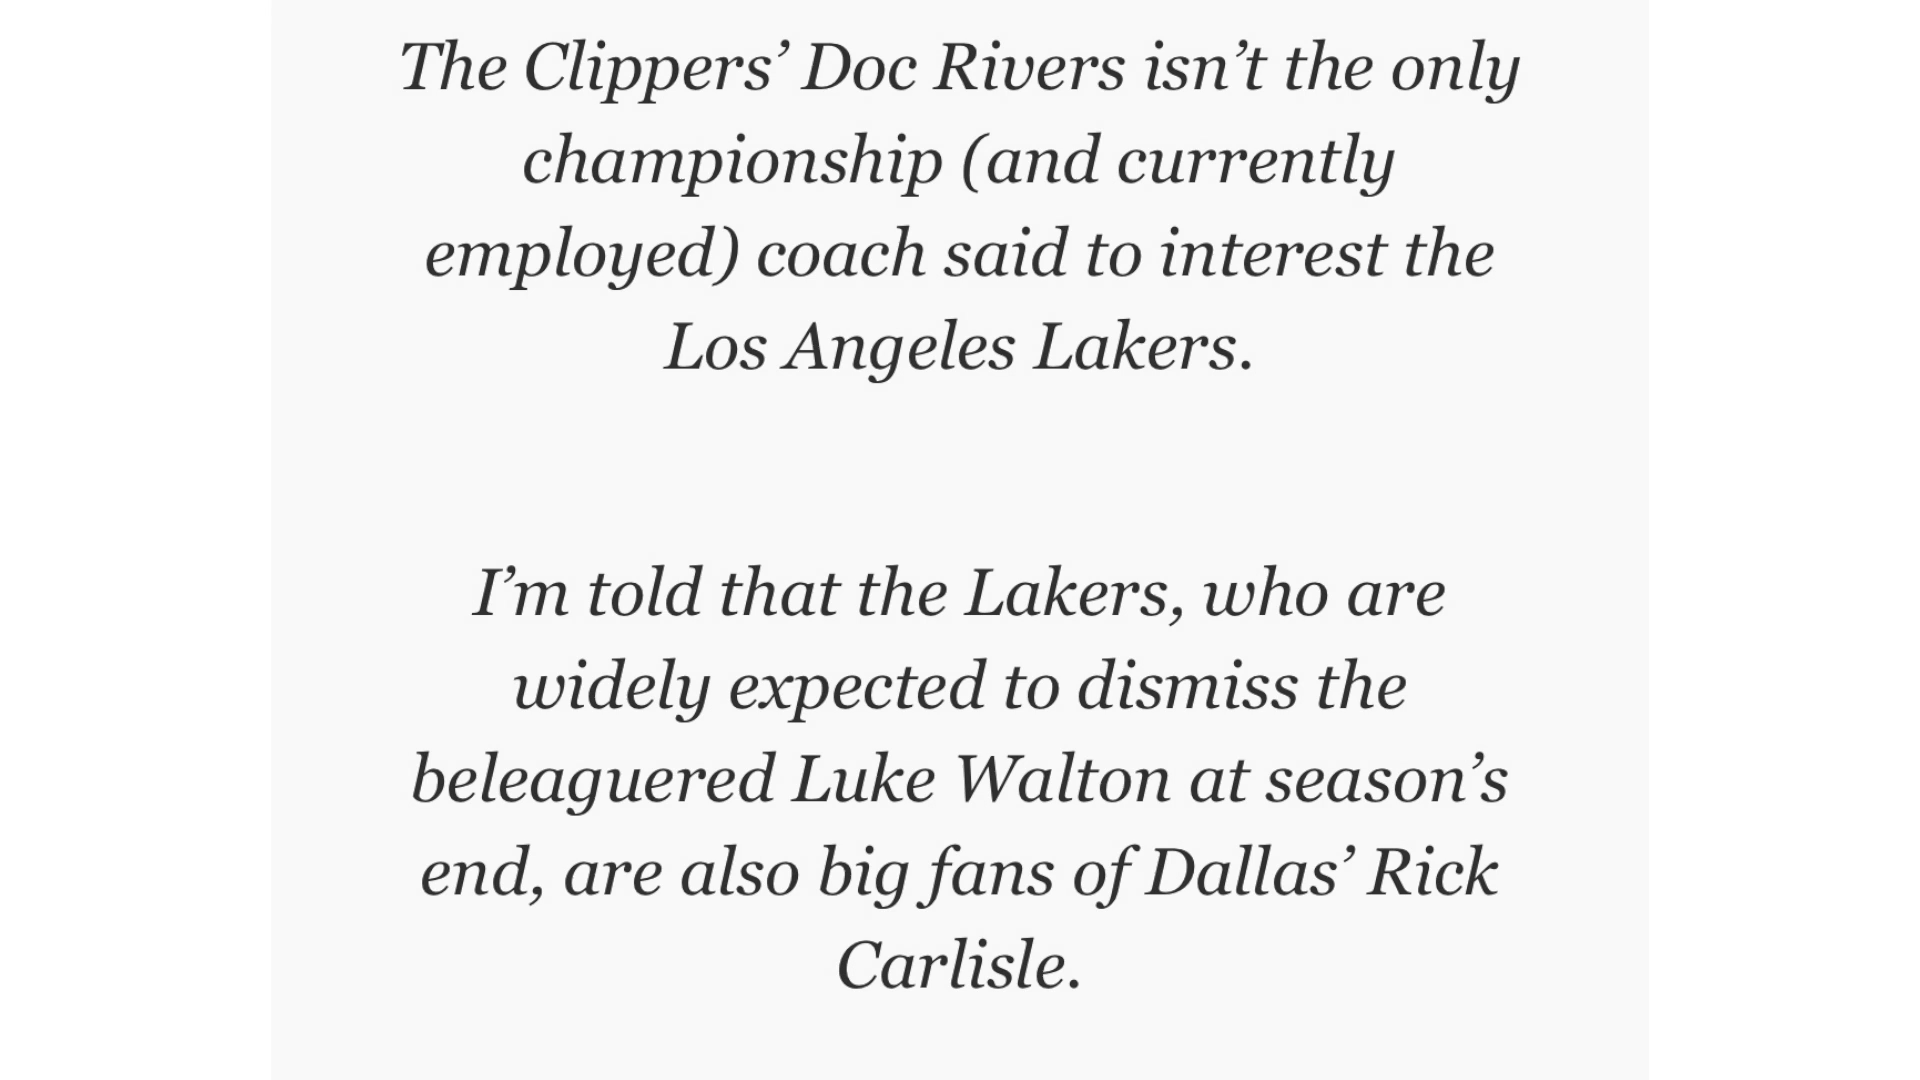 The Clippers’ Doc Rivers isn’t the only
championship (and currently
employed) coach said to interest the
Los Angeles Lakers.
I’m told that the Lakers, who are
widely expected to dismiss the
beleaguered Luke Walton at season’s
end, are also big fans of Dallas’ Rick
Carlisle.